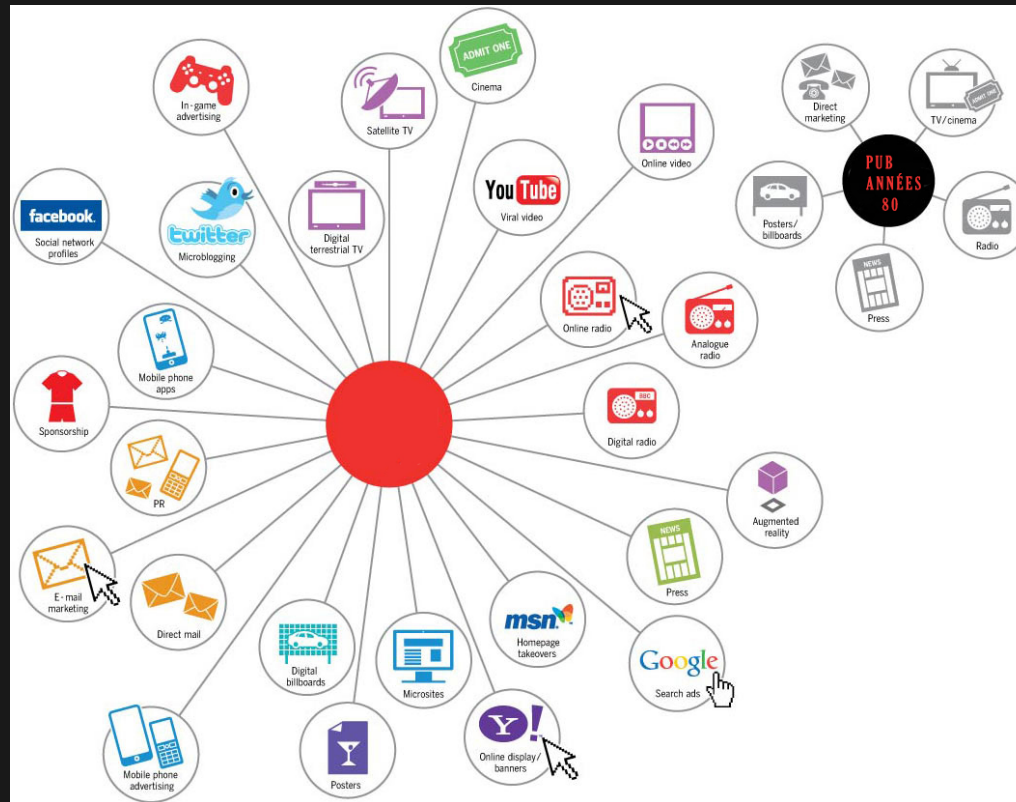 ADMIT ONE
Cinema
In-game
advertising
Satellite TV
Online video
Direct
marketing
ADMIT ONE
TV/cinema
PUB
ANNÉES
80
Posters/
billboards
Radio
NEWS
Press
facebook.
Social network
profiles
twitter
Microblogging
Digital
terrestrial TV
You Tube
Viral video
Online radio
Analogue
radio
Mobile phone
apps
Sponsorship
BBC
Digital radio
PR
Augmented
reality
E-mail
marketing
Direct mail
NEWS
Press
msn
Homepage
takeovers
Digital
billboards
Microsites
Google
Search ads
Y!
Online display/
banners
Mobile phone
advertising
Posters